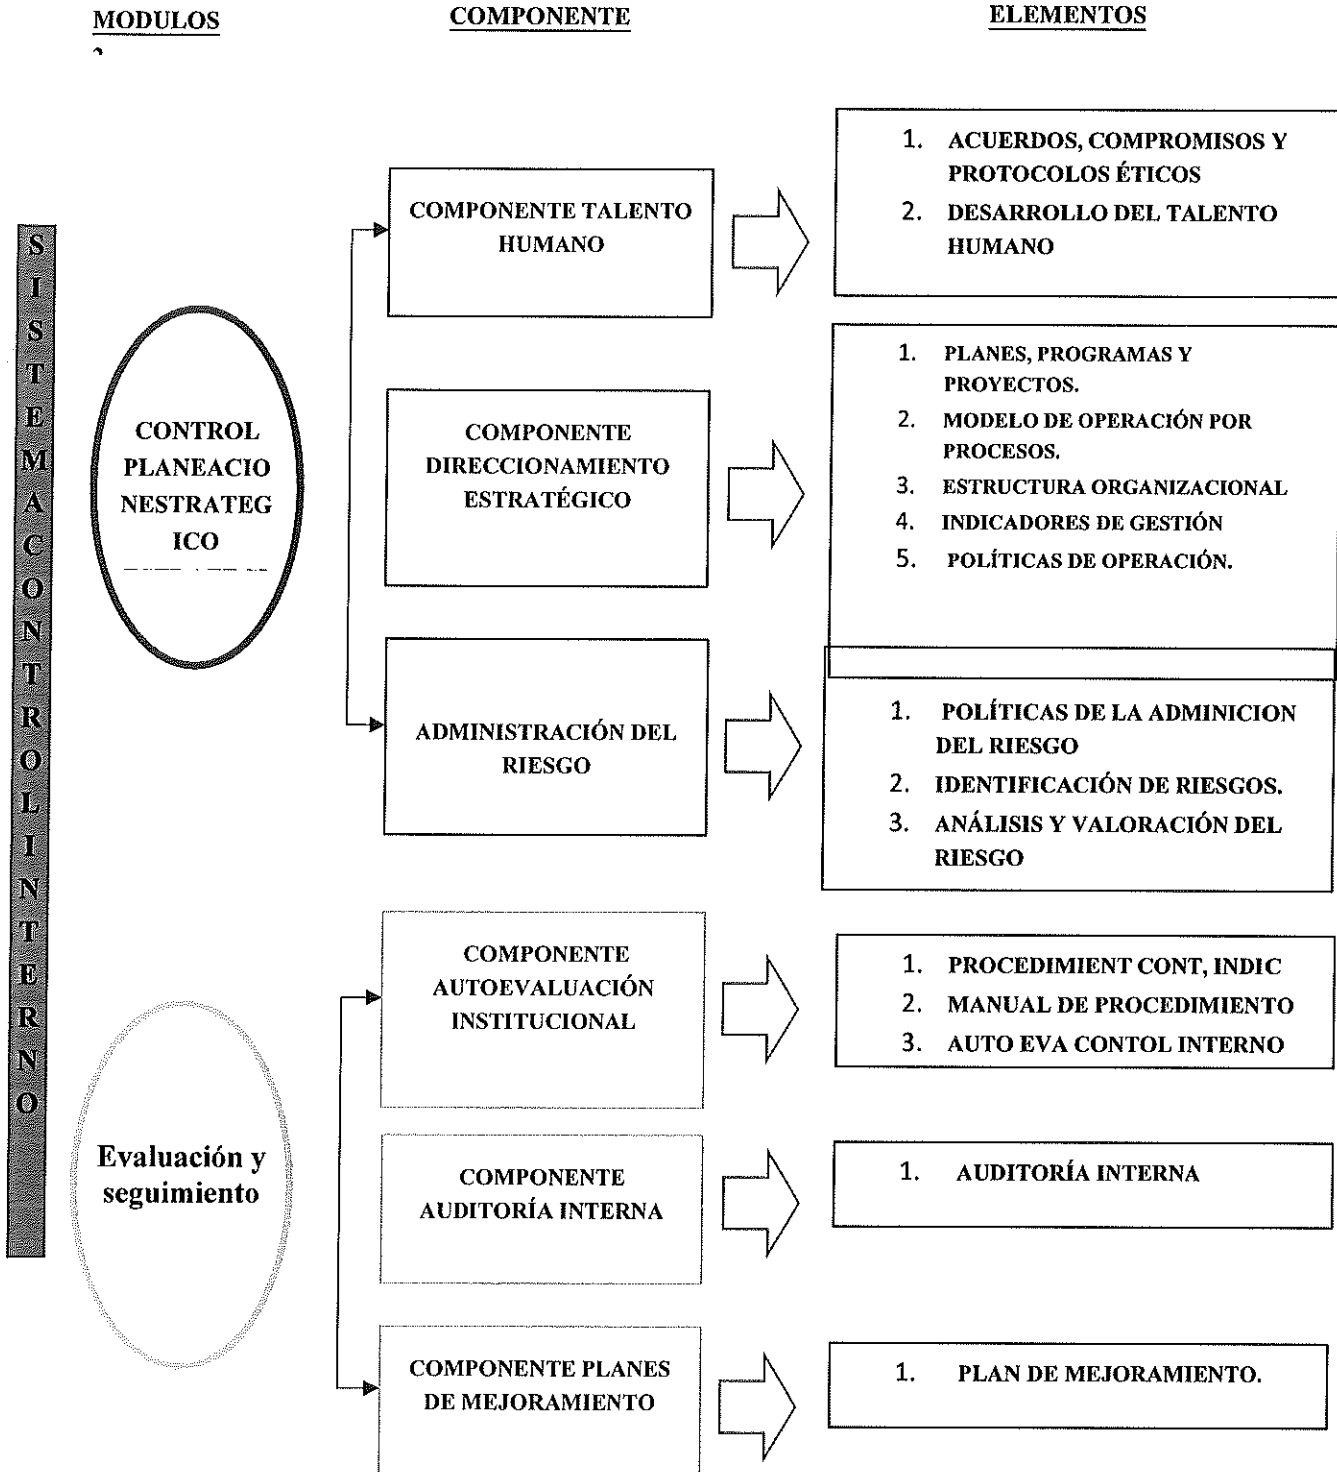 MODULOS
COMPONENTE
ELEMENTOS
SISTEMA CONTROL INTERNO
CONTROL
PLANEACIO
NESTRATEG
ICO
COMPONENTE TALENTO
HUMANO
1. ACUERDOS, COMPROMISOS Y
PROTOCOLOS ÉTICOS
2. DESARROLLO DEL TALENTO
HUMANO
COMPONENTE
DIRECCIONAMIENTO
ESTRATÉGICO
1. PLANES, PROGRAMAS Y
PROYECTOS.
2. MODELO DE OPERACIÓN POR
PROCESOS.
3. ESTRUCTURA ORGANIZACIONAL
4. INDICADORES DE GESTIÓN
5. POLÍTICAS DE OPERACIÓN.
ADMINISTRACIÓN DEL
RIESGO
1. POLÍTICAS DE LA ADMINICION
DEL RIESGO
2. IDENTIFICACIÓN DE RIESGOS.
3. ANÁLISIS Y VALORACIÓN DEL
RIESGO
Evaluación y
seguimiento
COMPONENTE
AUTOEVALUACIÓN
INSTITUCIONAL
1. PROCEDIMIENT CONT, INDIC
2. MANUAL DE PROCEDIMIENTO
3. AUTO EVA CONTOL INTERNO
COMPONENTE
AUDITORÍA INTERNA
1. AUDITORÍA INTERNA
COMPONENTE PLANES
DE MEJORAMIENTO
1. PLAN DE MEJORAMIENTO.